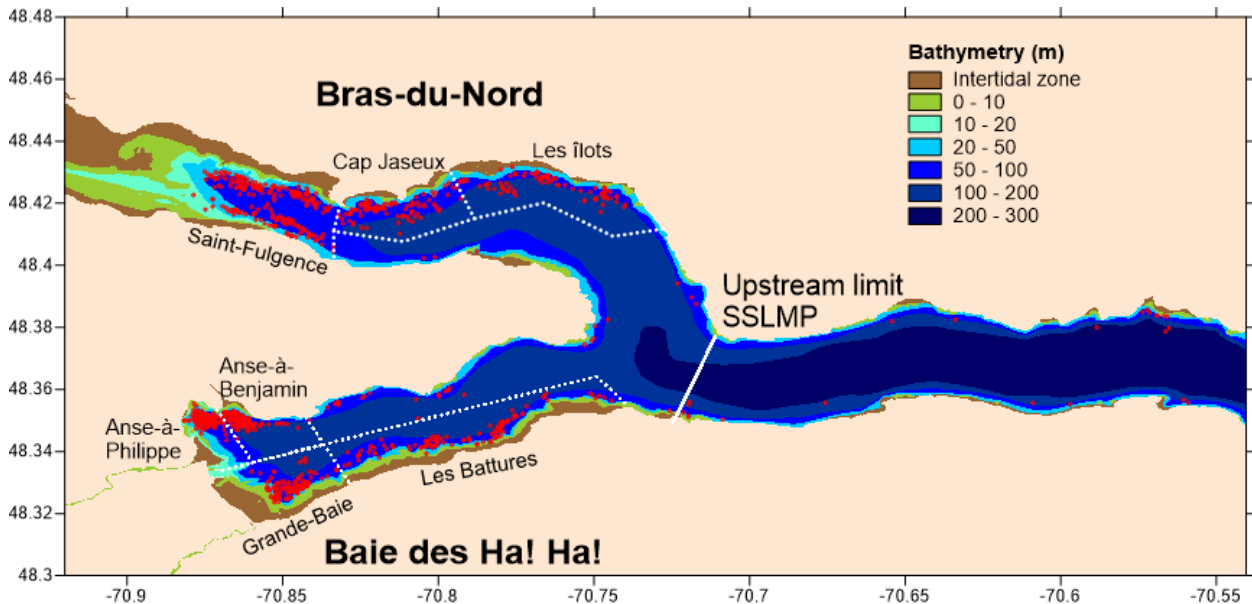 48.48
48.46
48.44
48.42
48.4
48.38
48.36
48.34
48.32
48.3
Bras-du-Nord
Cap Jaseux
Les îlots
Saint-Fulgence
Bathymetry (m)
Intertidal zone
0 - 10
10 - 20
20 - 50
50 - 100
100 - 200
200 - 300
Upstream limit
SSLMP
Anse-à-
Benjamin
Anse-à-
Philippe
Les Battures
Grande-Baie
Baie des Ha! Ha!
-70.9
-70.85
-70.8
-70.75
-70.7
-70.65
-70.6
-70.55